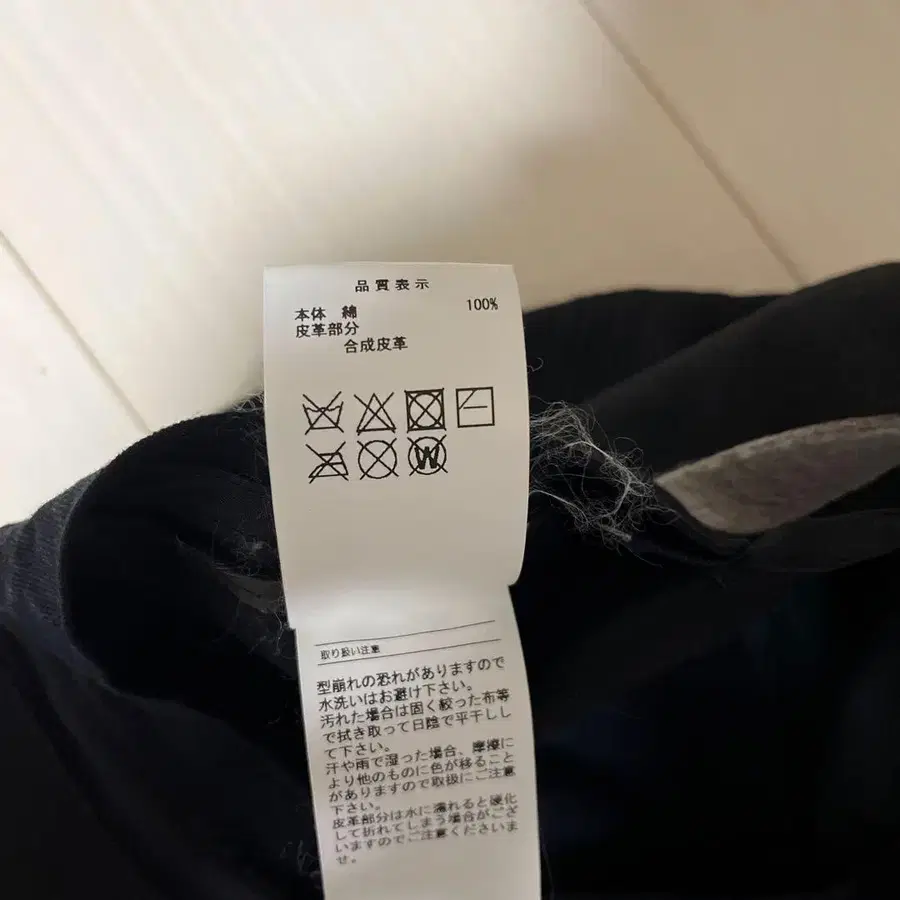 品質表示
本体 綿 100%
皮革部分
合成皮革
取り扱い注意
型崩れの恐れがありますので
水洗いはお避け下さい。
汚れた場合は固く絞った布等
で拭き取って日陰で平干しし
て下さい。
汗や雨で湿った場合、摩擦に
より他のものに色が移ること
がありますので取扱にご注意
下さい。
皮革部分は水に濡れると硬化
して折れてしまう場合がござ
いますのでご注意くださいま
せ。